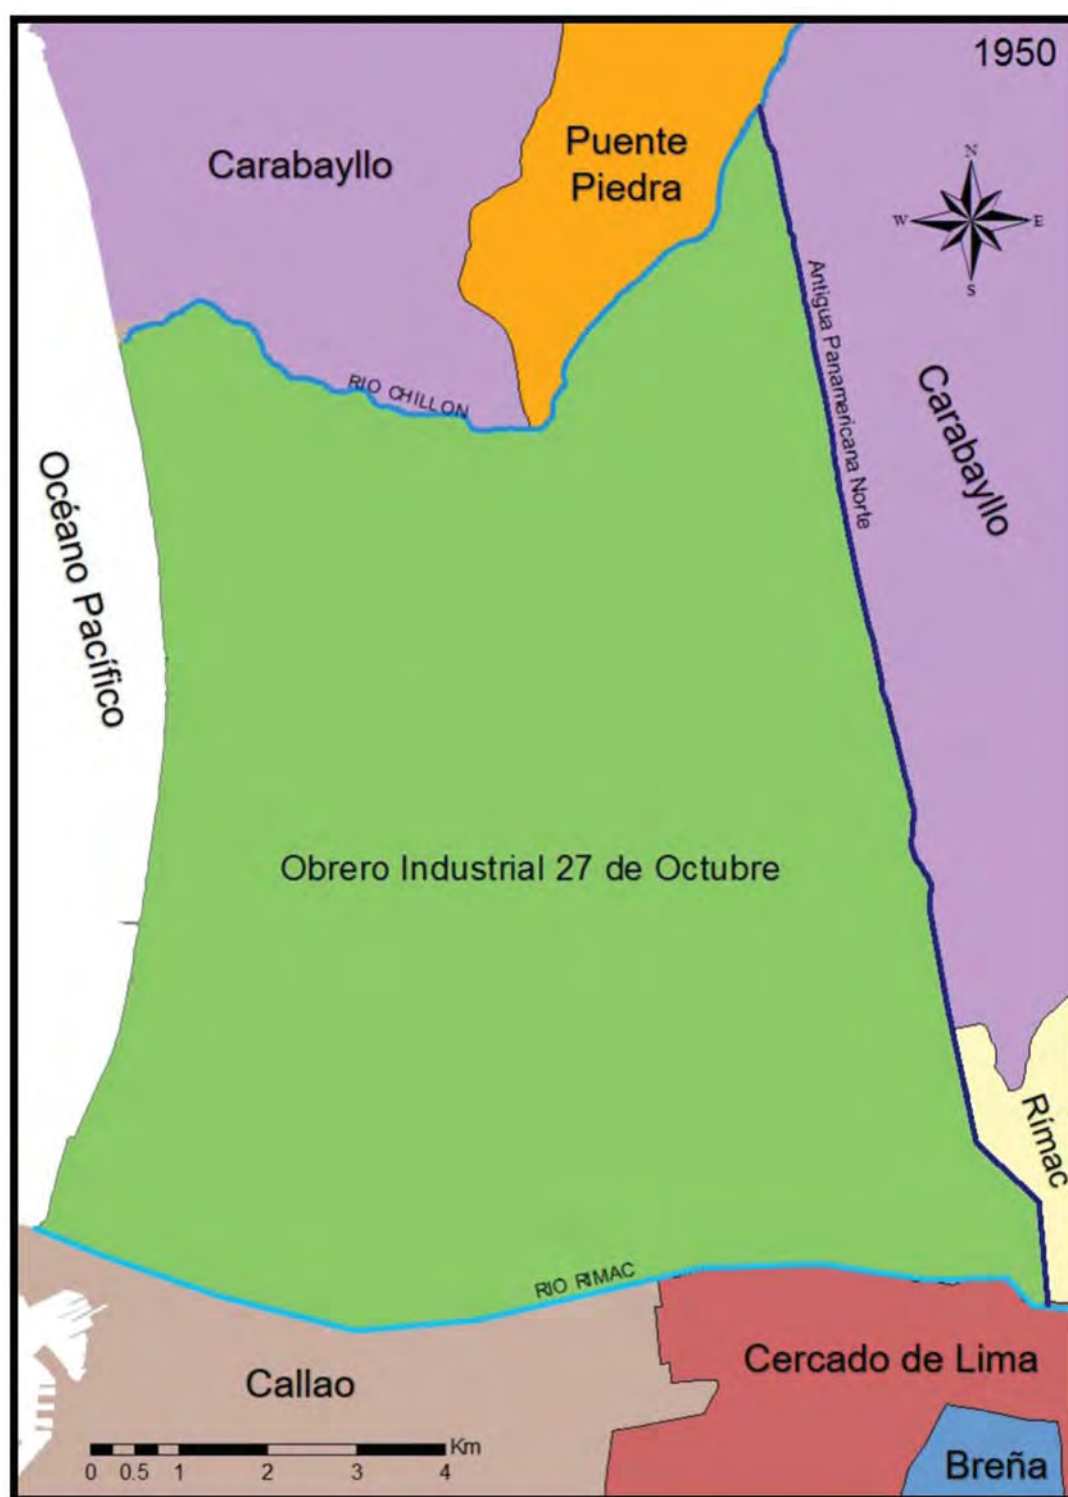 1950
Puente
Piedra
Carabayllo
N
W
E
S
Antigua Panamericana Norte
RIO CHILLON
Carabayllo
Océano Pacífico
Obrero Industrial 27 de Octubre
Rímac
RIO RIMAC
Cercado de Lima
Callao
Km
0 0.5 1 2 3 4
Breña